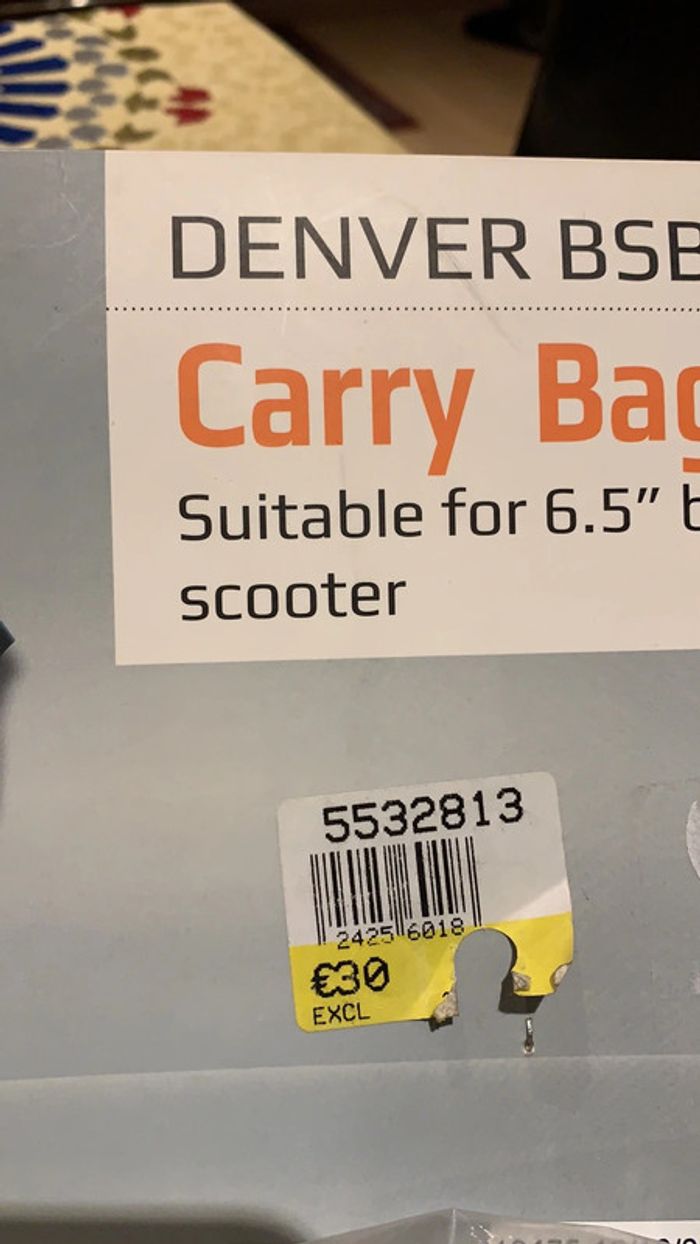 DENVER BSB
Carry Bag
Suitable for 6.5” b
scooter
5532813
2425 6018
€30
EXCL